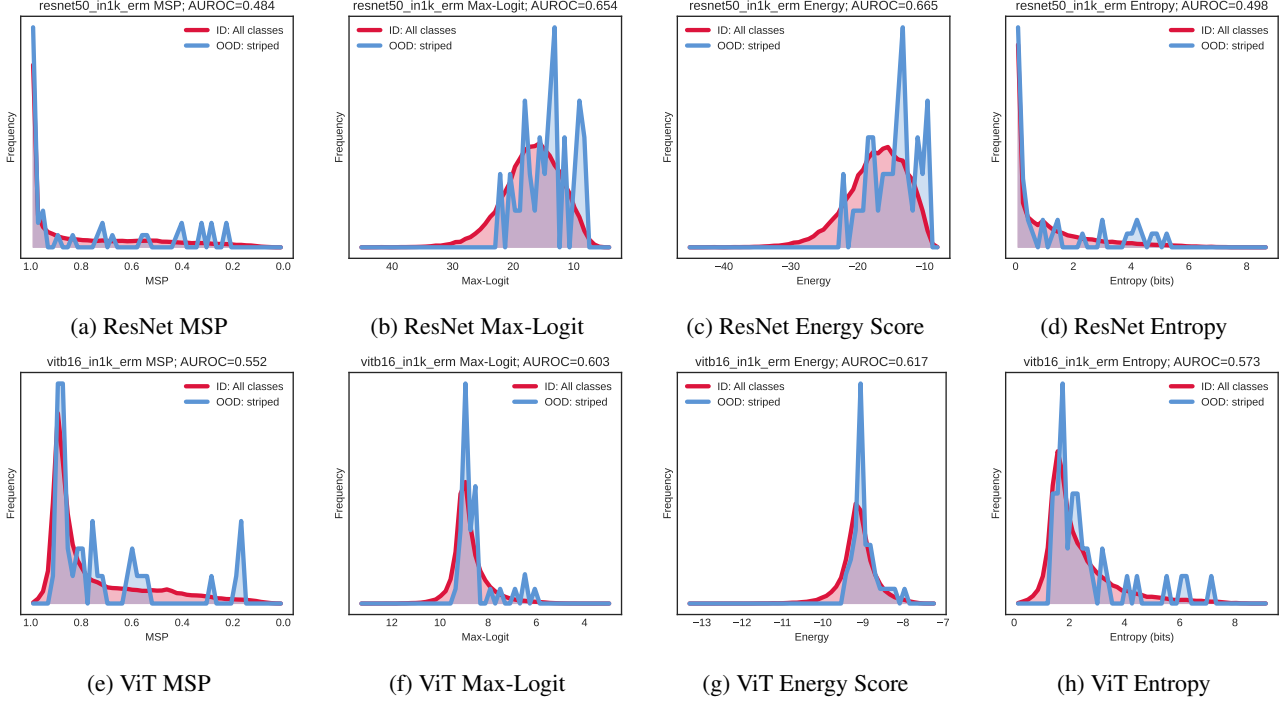 resnet50_in1k_erm MSP; AUROC=0.484
ID: All classes
OOD: striped
Frequency
1.0 0.8 0.6 0.4 0.2 0.0
MSP
(a) ResNet MSP
resnet50_in1k_erm Max-Logit; AUROC=0.654
ID: All classes
OOD: striped
Frequency
40 30 20 10
Max-Logit
(b) ResNet Max-Logit
resnet50_in1k_erm Energy; AUROC=0.665
ID: All classes
OOD: striped
Frequency
−40 −30 −20 −10
Energy
(c) ResNet Energy Score
resnet50_in1k_erm Entropy; AUROC=0.498
ID: All classes
OOD: striped
Frequency
0 2 4 6 8
Entropy (bits)
(d) ResNet Entropy
vitb16_in1k_erm MSP; AUROC=0.552
ID: All classes
OOD: striped
Frequency
1.0 0.8 0.6 0.4 0.2 0.0
MSP
(e) ViT MSP
vitb16_in1k_erm Max-Logit; AUROC=0.603
ID: All classes
OOD: striped
Frequency
12 10 8 6 4
Max-Logit
(f) ViT Max-Logit
vitb16_in1k_erm Energy; AUROC=0.617
ID: All classes
OOD: striped
Frequency
−13 −12 −11 −10 −9 −8 −7
Energy
(g) ViT Energy Score
vitb16_in1k_erm Entropy; AUROC=0.573
ID: All classes
OOD: striped
Frequency
0 2 4 6 8
Entropy (bits)
(h) ViT Entropy